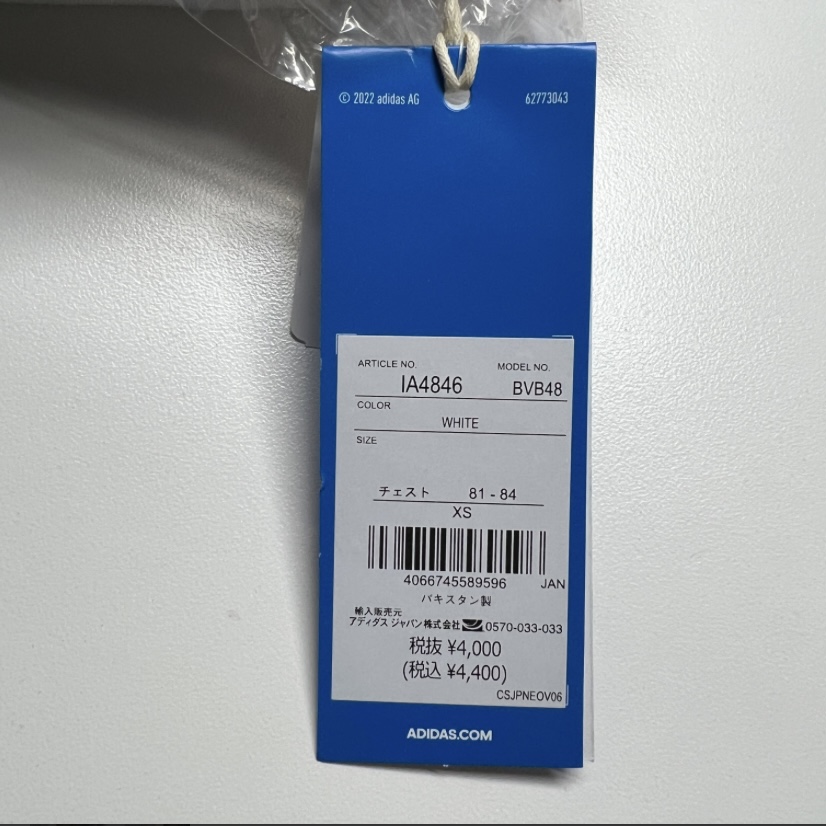 © 2022 adidas AG 62773043
ARTICLE NO. MODEL NO.
IA4846 BVB48
COLOR
WHITE
SIZE
チェスト 81 - 84
XS
4066745589596 JAN
パキスタン製
輸入販売元
アディダス ジャパン株式会社 0570-033-033
税抜 ¥4,000
(税込 ¥4,400)
CSJPNEOV06
ADIDAS.COM